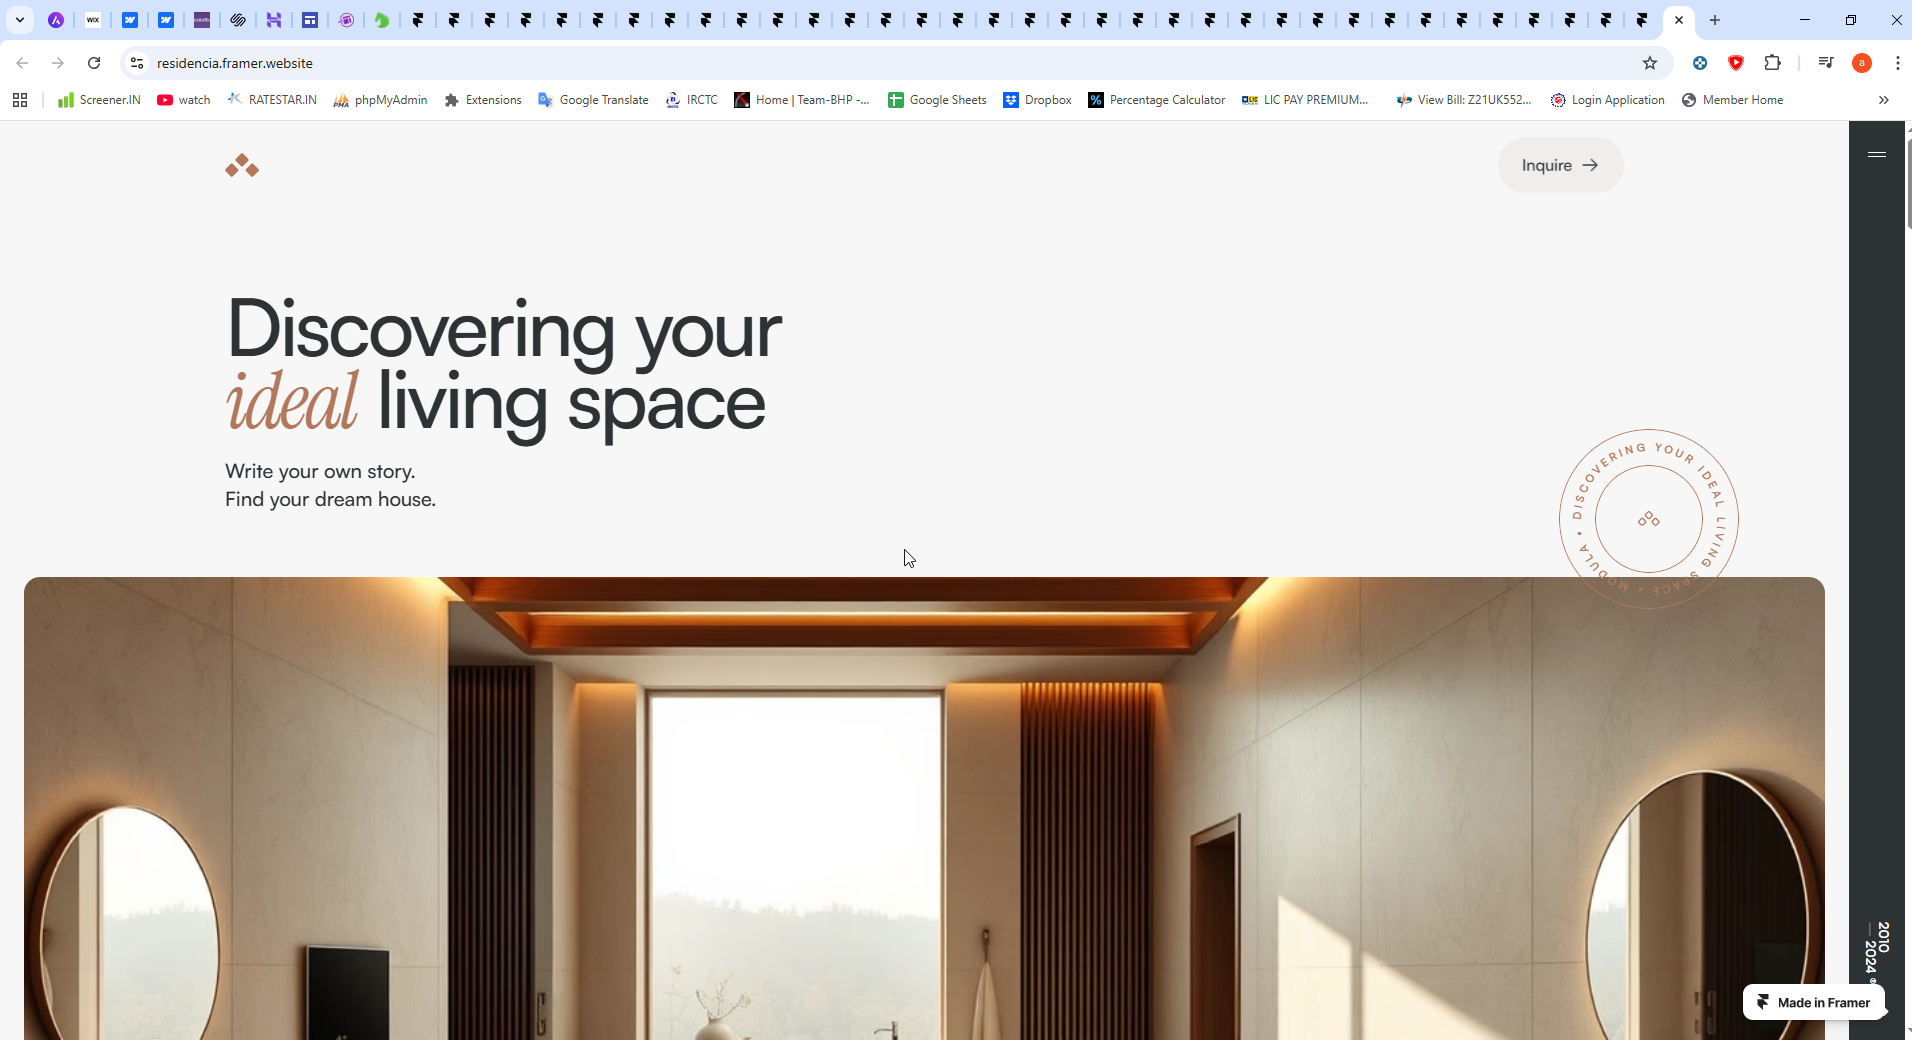 WIX
residencia.framer.website
a
Screener.IN
watch
RATESTAR.IN
PMA
phpMyAdmin
Extensions
Google Translate
IRCTC
Home | Team-BHP -...
Google Sheets
Dropbox
Percentage Calculator
LIC PAY PREMIUM...
View Bill: Z21UK552...
Login Application
Member Home
Inquire
Discovering your
ideal living space
Write your own story.
Find your dream house.
DISCOVERING YOUR IDEAL LIVING SPACE • MODULA •
2010
— 2024 ®
Made in Framer